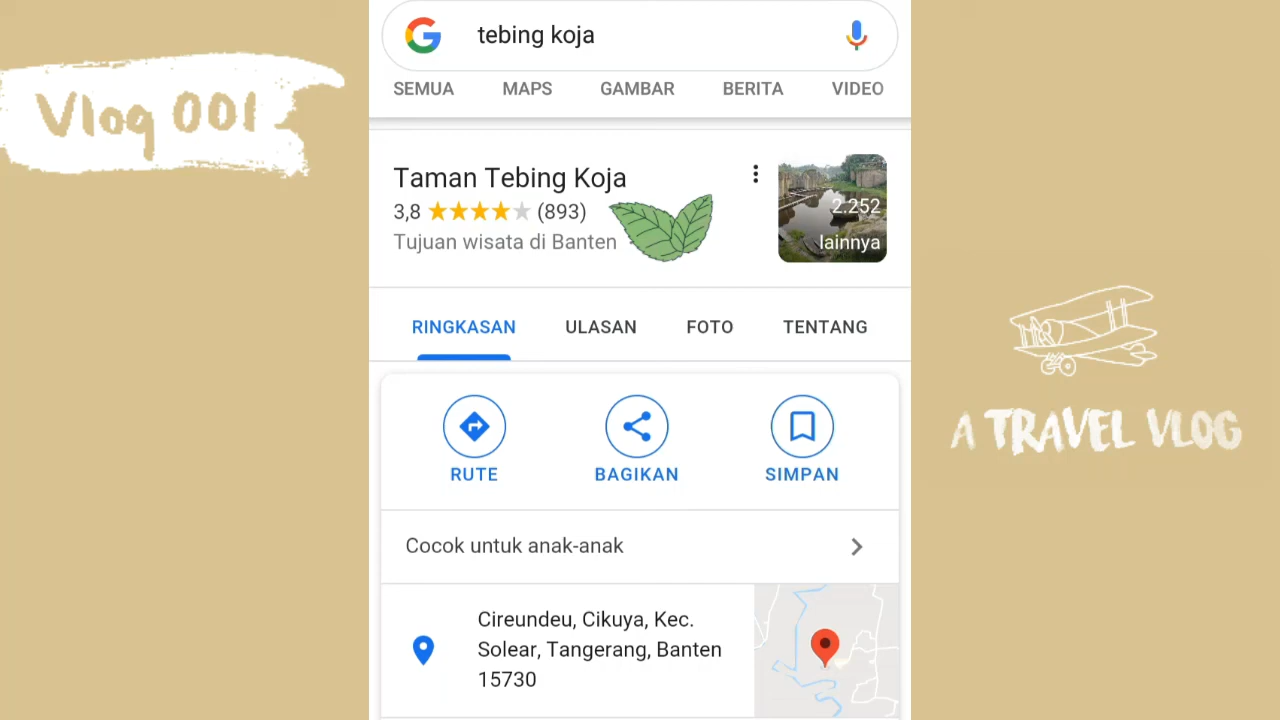 Vlog 001
tebing koja
SEMUA MAPS GAMBAR BERITA VIDEO
Taman Tebing Koja
3,8 (893)
Tujuan wisata di Banten
2.252
lainnya
RINGKASAN ULASAN FOTO TENTANG
RUTE BAGIKAN SIMPAN
Cocok untuk anak-anak
Cireundeu, Cikuya, Kec.
Solear, Tangerang, Banten
15730
A TRAVEL VLOG